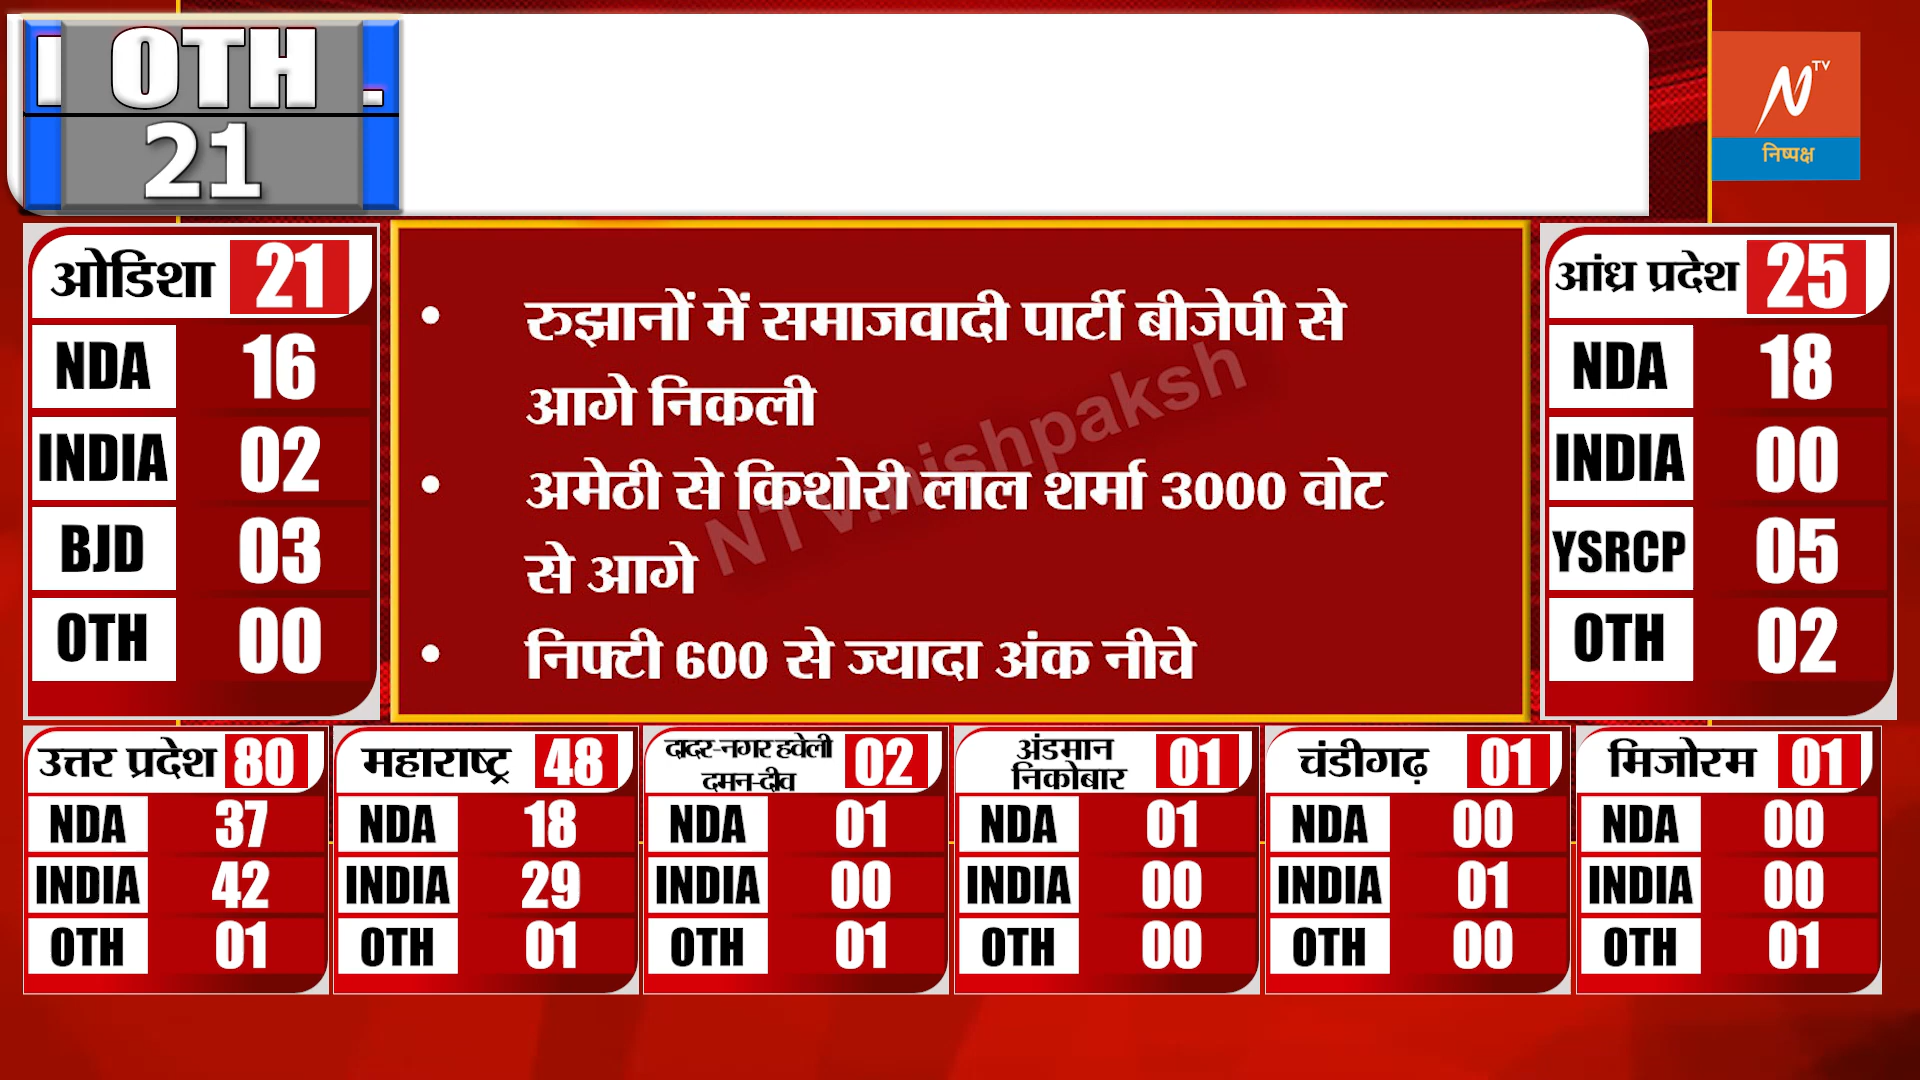 OTH
21
N TV
निष्पक्ष
ओडिशा 21
NDA 16
INDIA 02
BJD 03
OTH 00
• रुझानों में समाजवादी पार्टी बीजेपी से
आगे निकली
• अमेठी से किशोरी लाल शर्मा 3000 वोट
से आगे
• निफ्टी 600 से ज्यादा अंक नीचे
NTv.nishpaksh
आंध्र प्रदेश 25
NDA 18
INDIA 00
YSRCP 05
OTH 02
उत्तर प्रदेश 80
NDA 37
INDIA 42
OTH 01
महाराष्ट्र 48
NDA 18
INDIA 29
OTH 01
दादर-नगर हवेली
दमन-दीव 02
NDA 01
INDIA 00
OTH 01
अंडमान
निकोबार 01
NDA 01
INDIA 00
OTH 00
चंडीगढ़ 01
NDA 00
INDIA 01
OTH 00
मिजोरम 01
NDA 00
INDIA 00
OTH 01